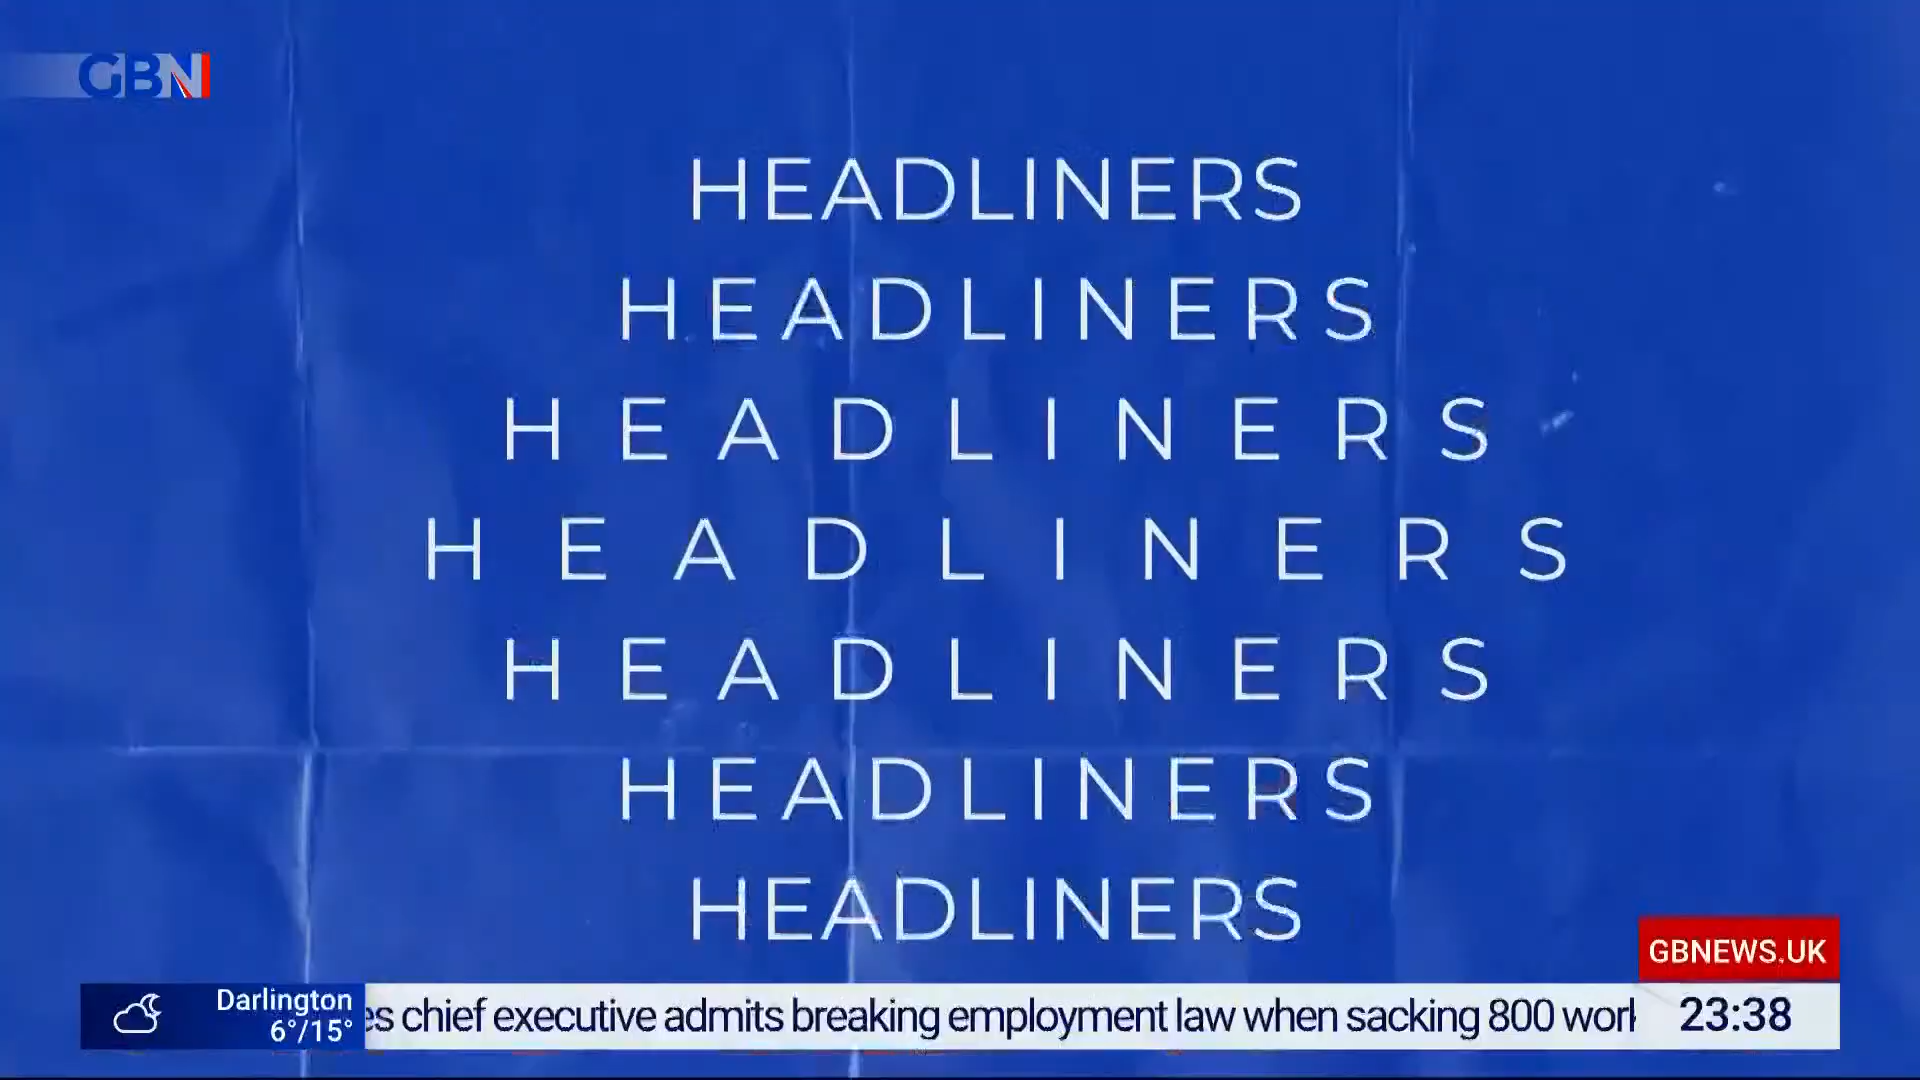 GBN
HEADLINERS
HEADLINERS
HEADLINERS
HEADLINERS
HEADLINERS
HEADLINERS
HEADLINERS
GBNEWS.UK
Darlington
6°/15°
chief executive admits breaking employment law when sacking 800
23:38